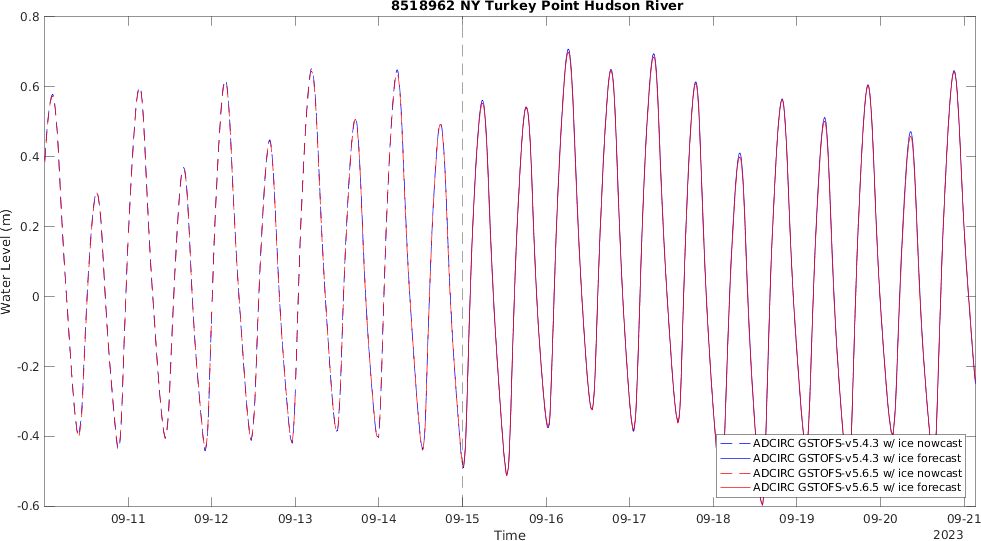 8518962 NY Turkey Point Hudson River
Water Level (m)
0.8
0.6
0.4
0.2
0
-0.2
-0.4
-0.6
ADCIRC GSTOFS-v5.4.3 w/ ice nowcast
ADCIRC GSTOFS-v5.4.3 w/ ice forecast
ADCIRC GSTOFS-v5.6.5 w/ ice nowcast
ADCIRC GSTOFS-v5.6.5 w/ ice forecast
09-11 09-12 09-13 09-14 09-15 09-16 09-17 09-18 09-19 09-20 09-21
Time
2023